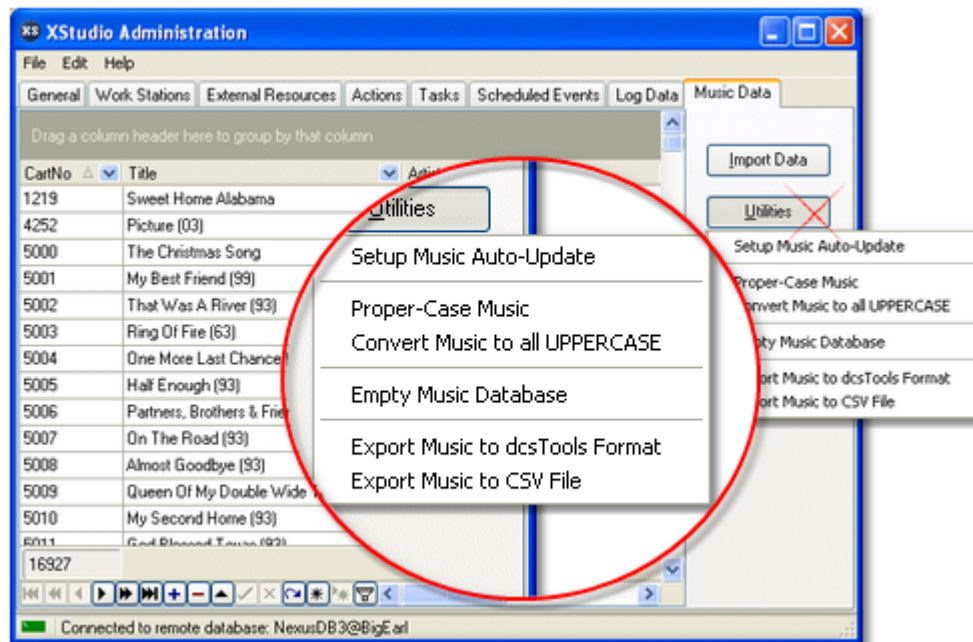 XS XStudio Administration
File Edit Help
General Work Stations External Resources Actions Tasks Scheduled Events Log Data Music Data
Drag a column header here to group by that column
CartNo Title Artist
1219 Sweet Home Alabama
4252 Picture (03)
5000 The Christmas Song
5001 My Best Friend (99)
5002 That Was A River (93)
5003 Ring Of Fire (63)
5004 One More Last Chance
5005 Half Enough (93)
5006 Partners, Brothers &
5007 On The Road (93)
5008 Almost Goodbye (93)
5009 Queen Of My Double Wide
5010 My Second Home (93)
5011 God Blessed Texas (93)
16927
Connected to remote database: NexusDB3@BigEarl
Utilities
Setup Music Auto-Update
Proper-Case Music
Convert Music to all UPPERCASE
Empty Music Database
Export Music to dcsTools Format
Export Music to CSV File
Import Data
Utilities
Setup Music Auto-Update
Proper-Case Music
Convert Music to all UPPERCASE
Music Database
Music to dcsTools Format
Music to CSV File